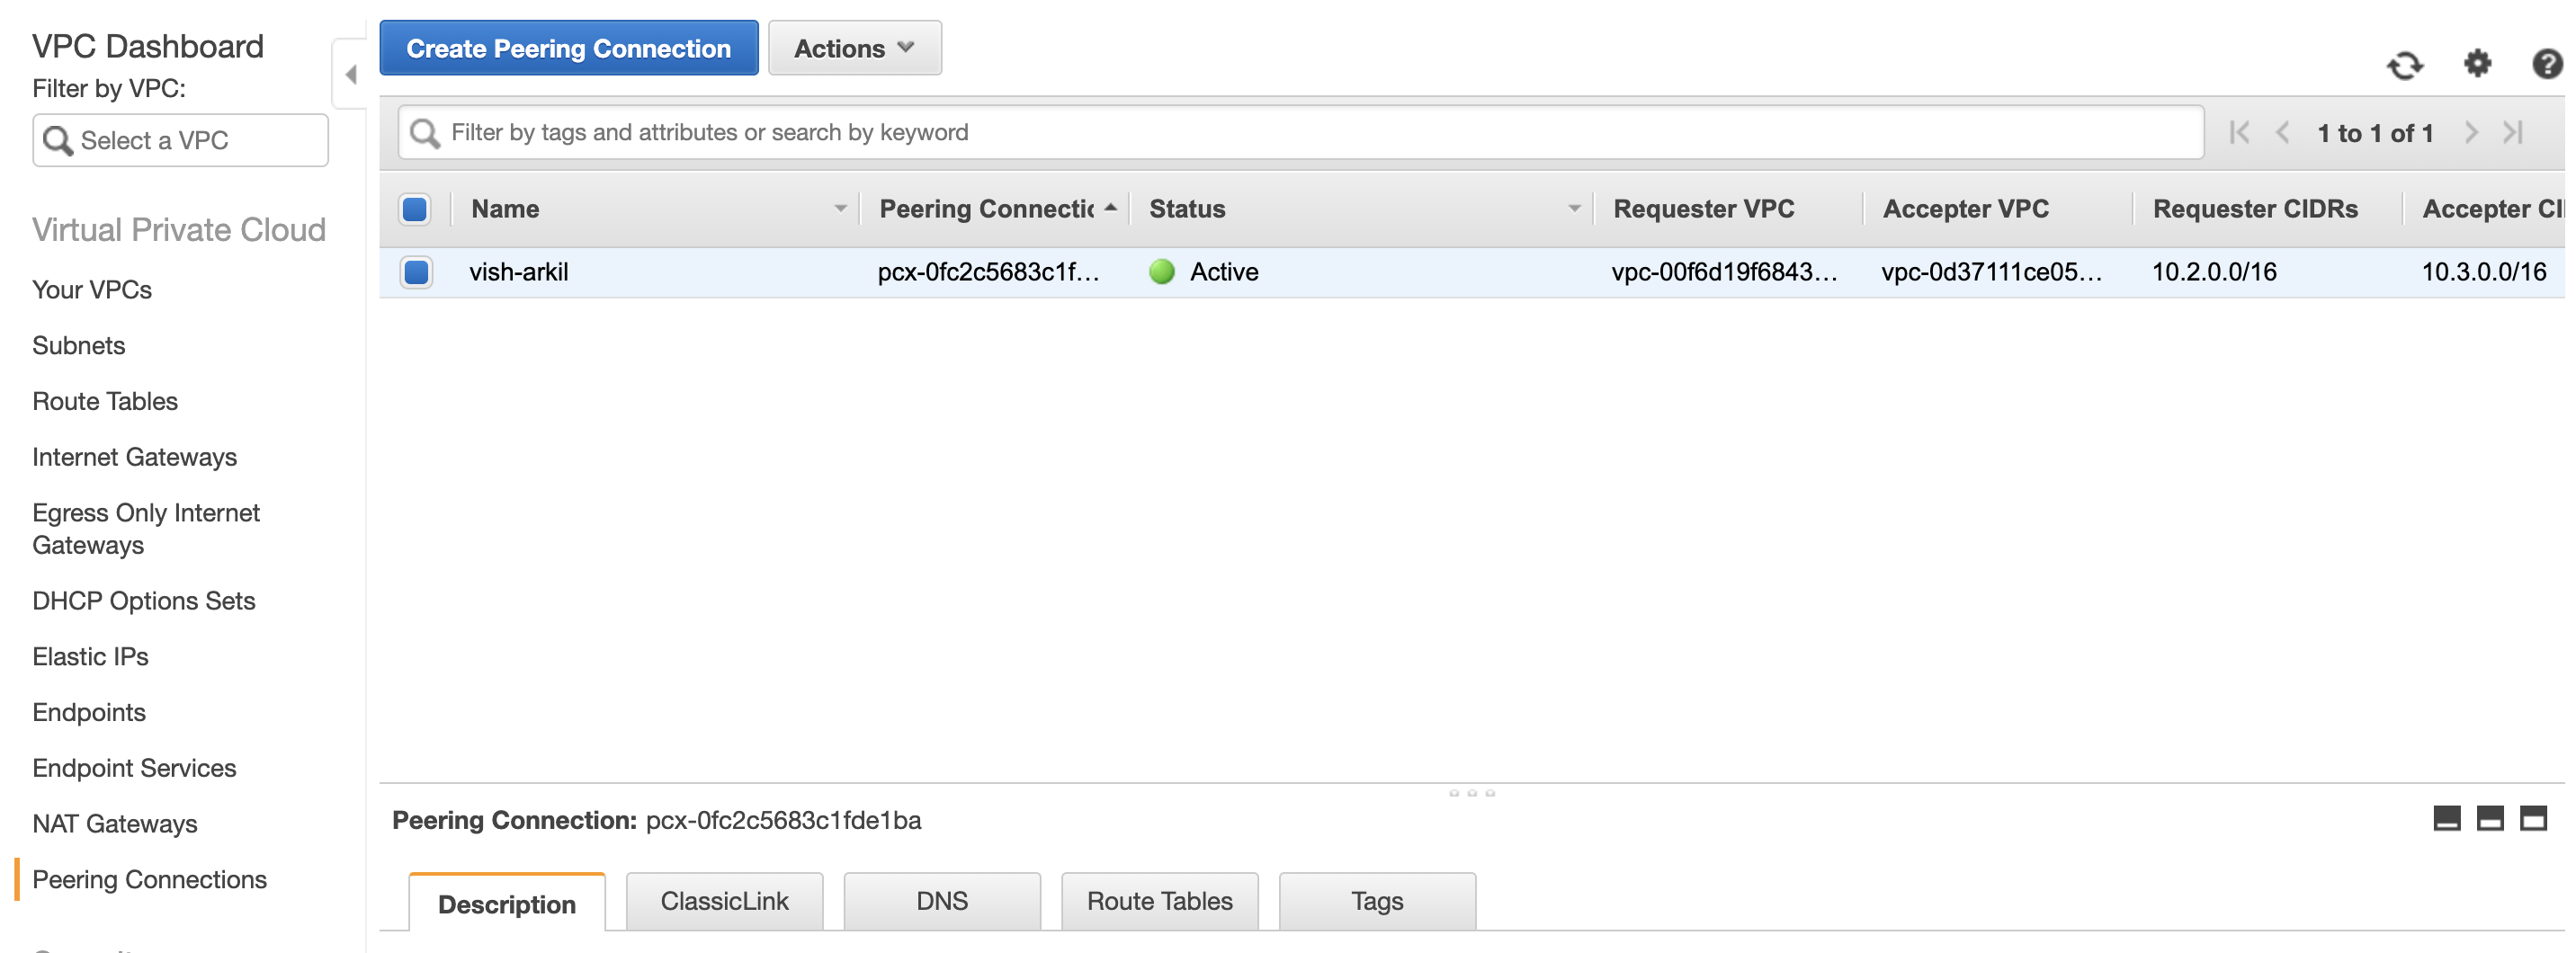 VPC Dashboard
Filter by VPC:
Select a VPC
Virtual Private Cloud
Your VPCs
Subnets
Route Tables
Internet Gateways
Egress Only Internet
Gateways
DHCP Options Sets
Elastic IPs
Endpoints
Endpoint Services
NAT Gateways
Peering Connections
Create Peering Connection Actions
Filter by tags and attributes or search by keyword 1 to 1 of 1
Name Peering Connectic Status Requester VPC Accepter VPC Requester CIDRs Accepter CI
vish-arkil pcx-0fc2c5683c1f... Active vpc-00f6d19f6843... vpc-0d37111ce05... 10.2.0.0/16 10.3.0.0/16
Peering Connection: pcx-0fc2c5683c1fde1ba
Description ClassicLink DNS Route Tables Tags